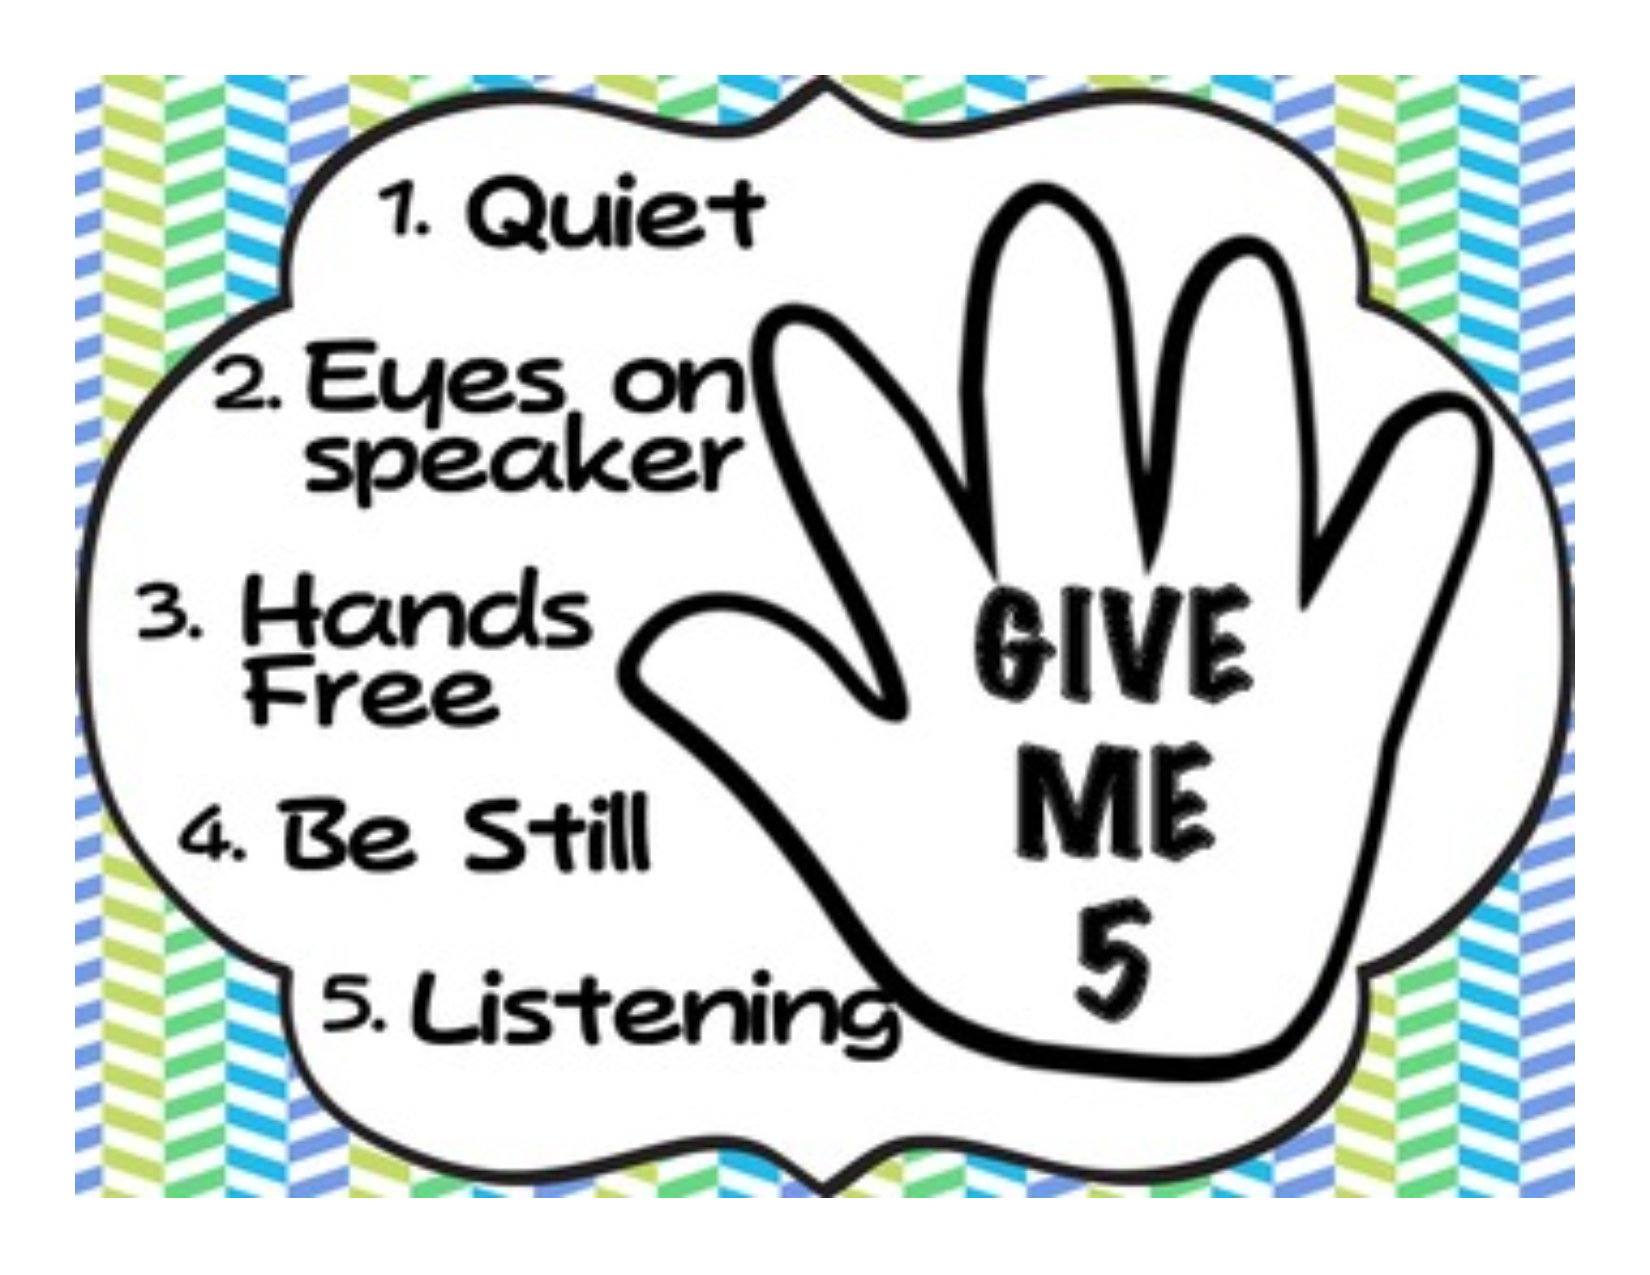 1. Quiet
2. Eyes on
speaker
3. Hands
Free
4. Be Still
5. Listening
GIVE
ME
5